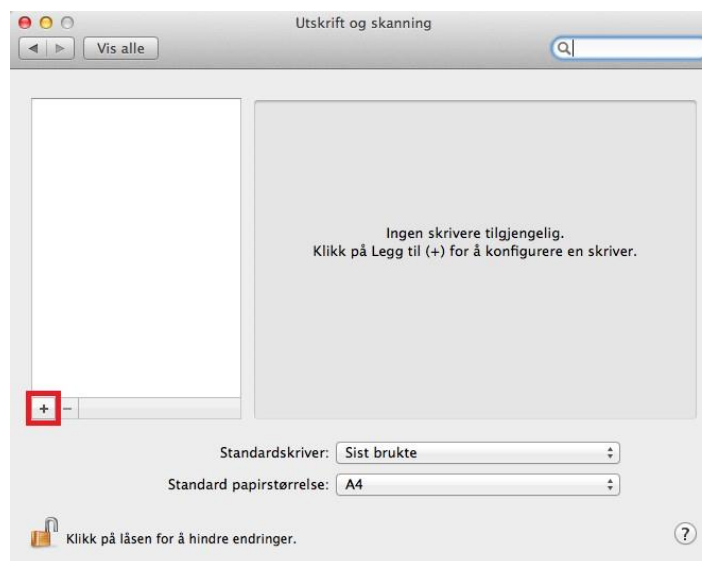 Utskrift og skanning
Vis alle
Ingen skrivere tilgjengelig.
Klikk på Legg til (+) for å konfigurere en skriver.
+ −
Standardskriver: Sist brukte
Standard papirstørrelse: A4
Klikk på låsen for å hindre endringer.
?